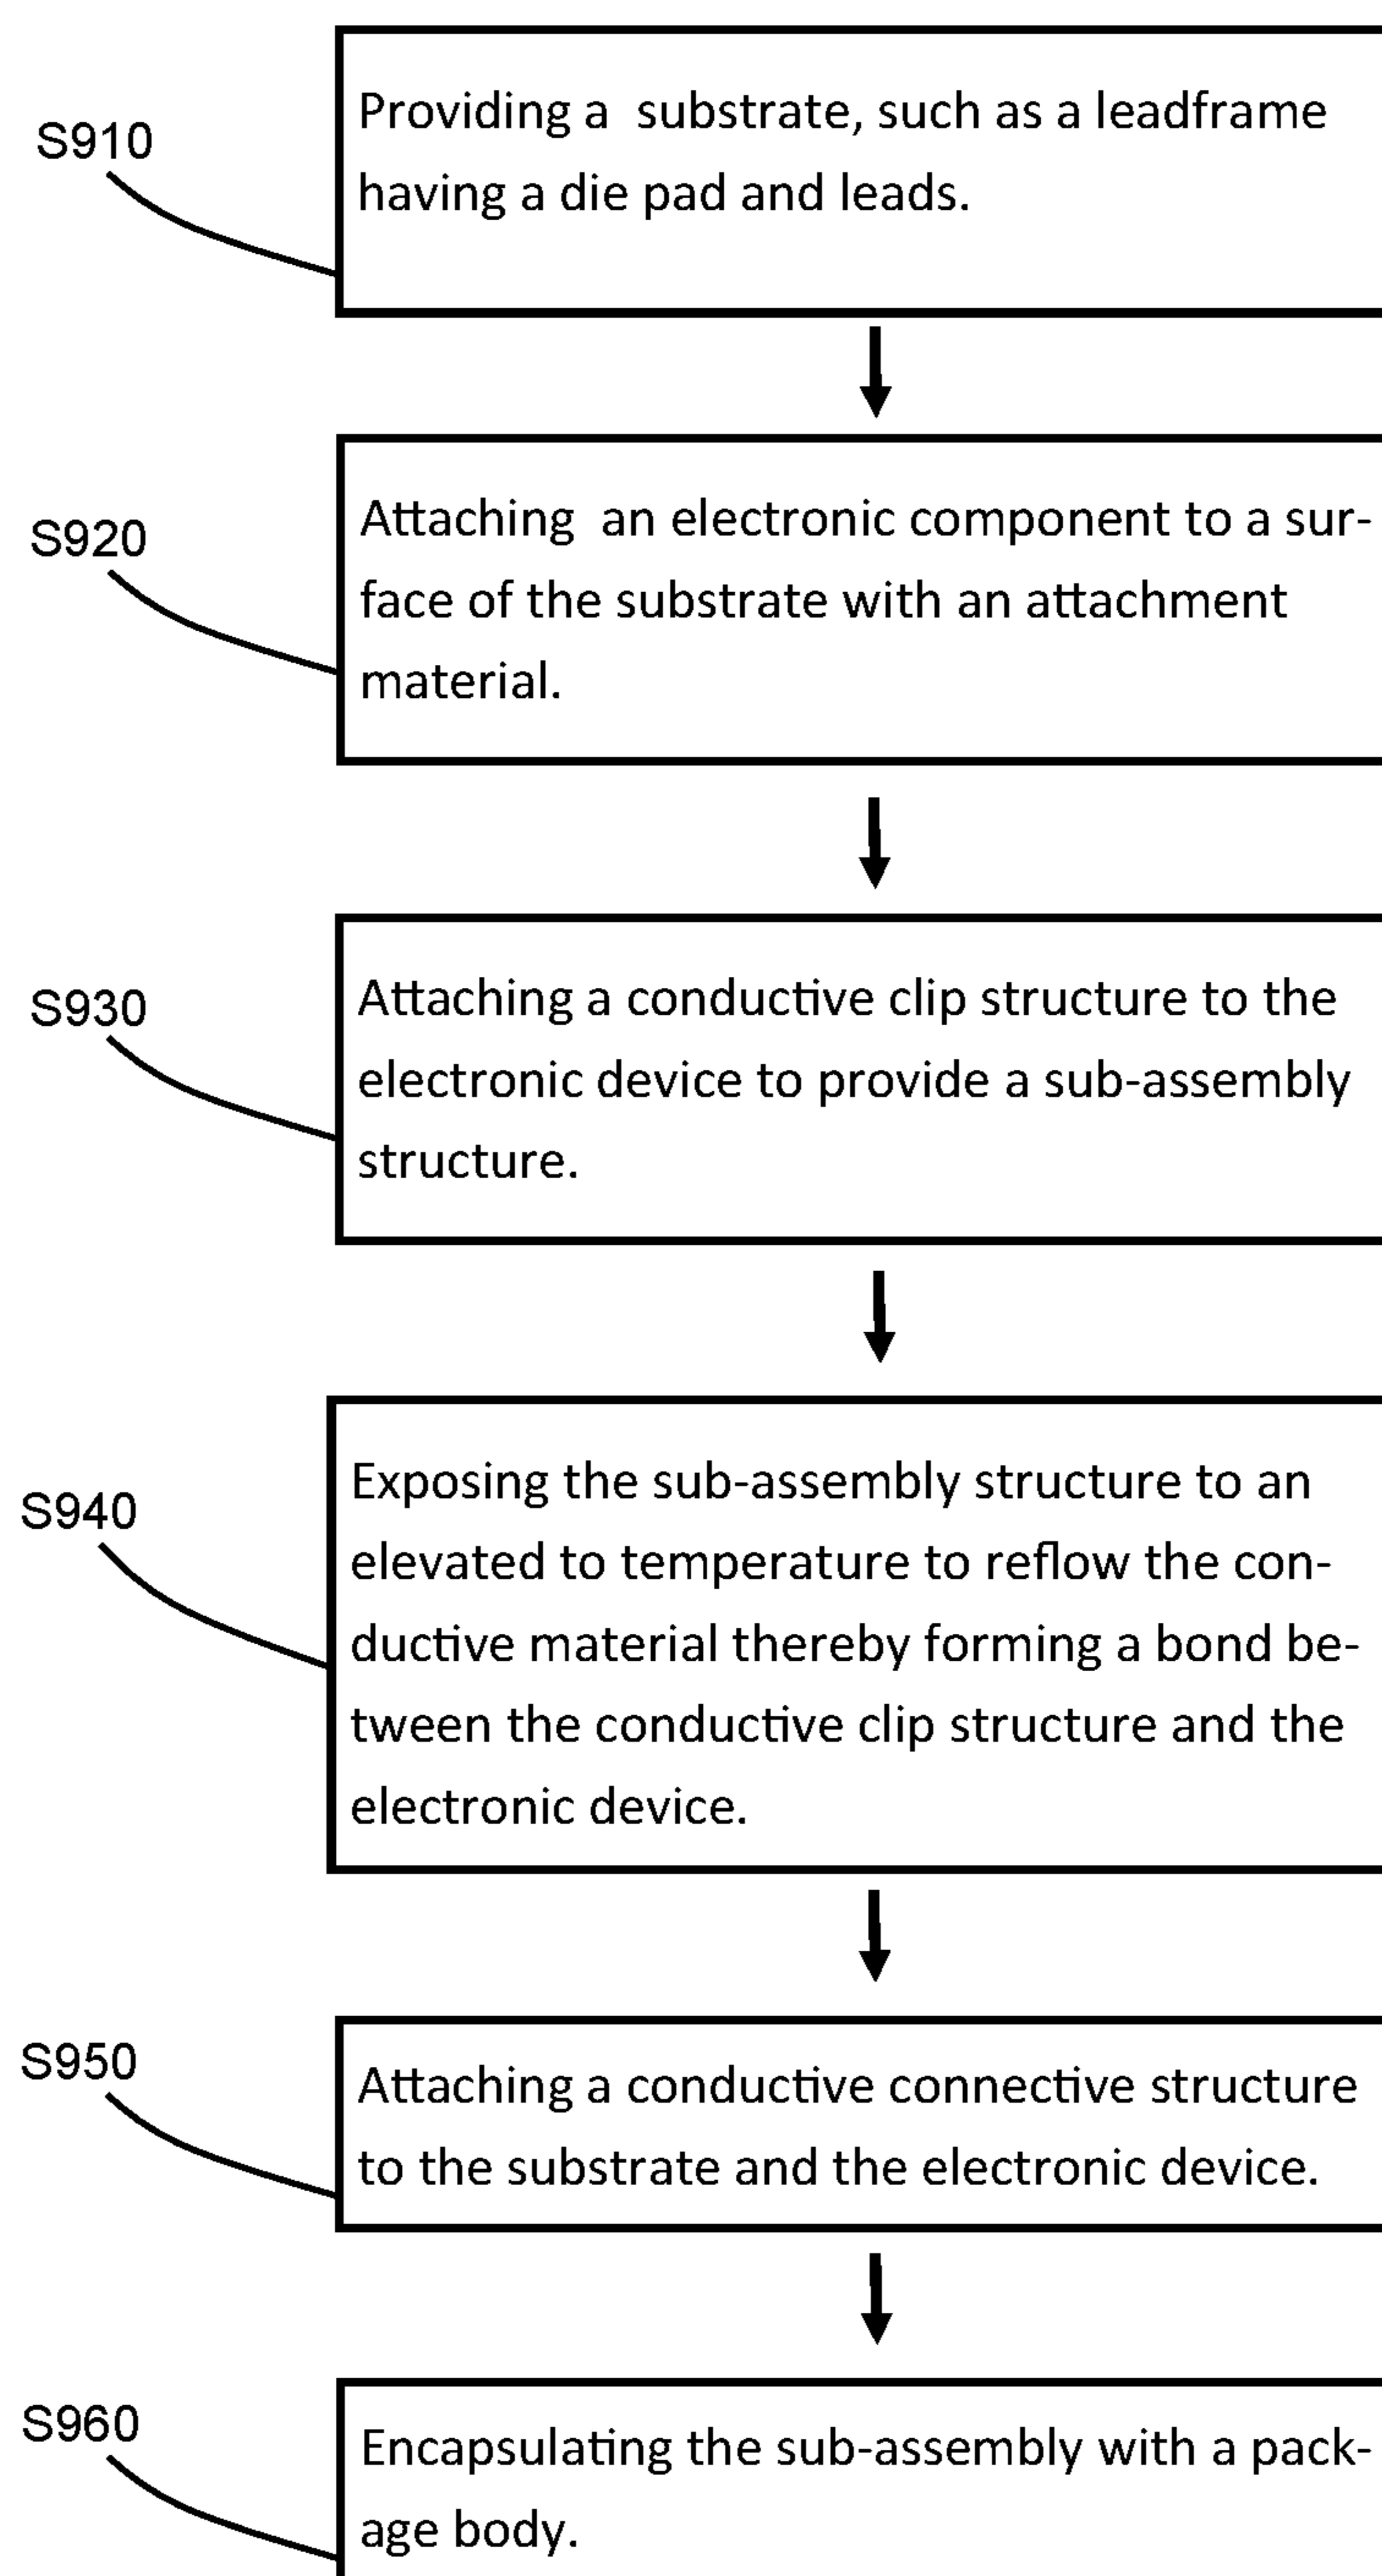 S910
Providing a substrate, such as a leadframe
having a die pad and leads.
S920
Attaching an electronic component to a sur-
face of the substrate with an attachment
material.
S930
Attaching a conductive clip structure to the
electronic device to provide a sub-assembly
structure.
S940
Exposing the sub-assembly structure to an
elevated to temperature to reflow the con-
ductive material thereby forming a bond be-
tween the conductive clip structure and the
electronic device.
S950
Attaching a conductive connective structure
to the substrate and the electronic device.
S960
Encapsulating the sub-assembly with a pack-
age body.